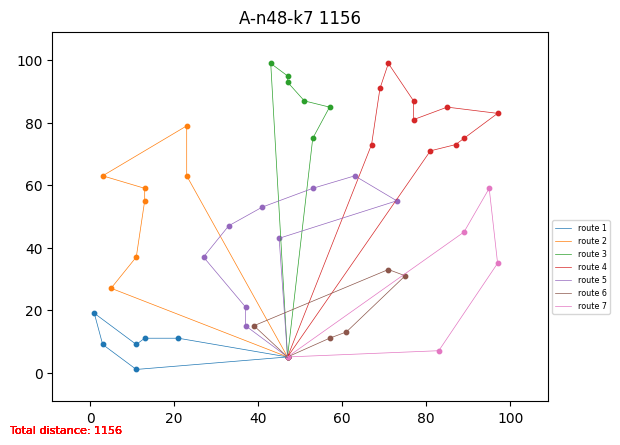 A-n48-k7 1156
100
80
60
40
20
0
0 20 40 60 80 100
route 1
route 2
route 3
route 4
route 5
route 6
route 7
Total distance: 1156